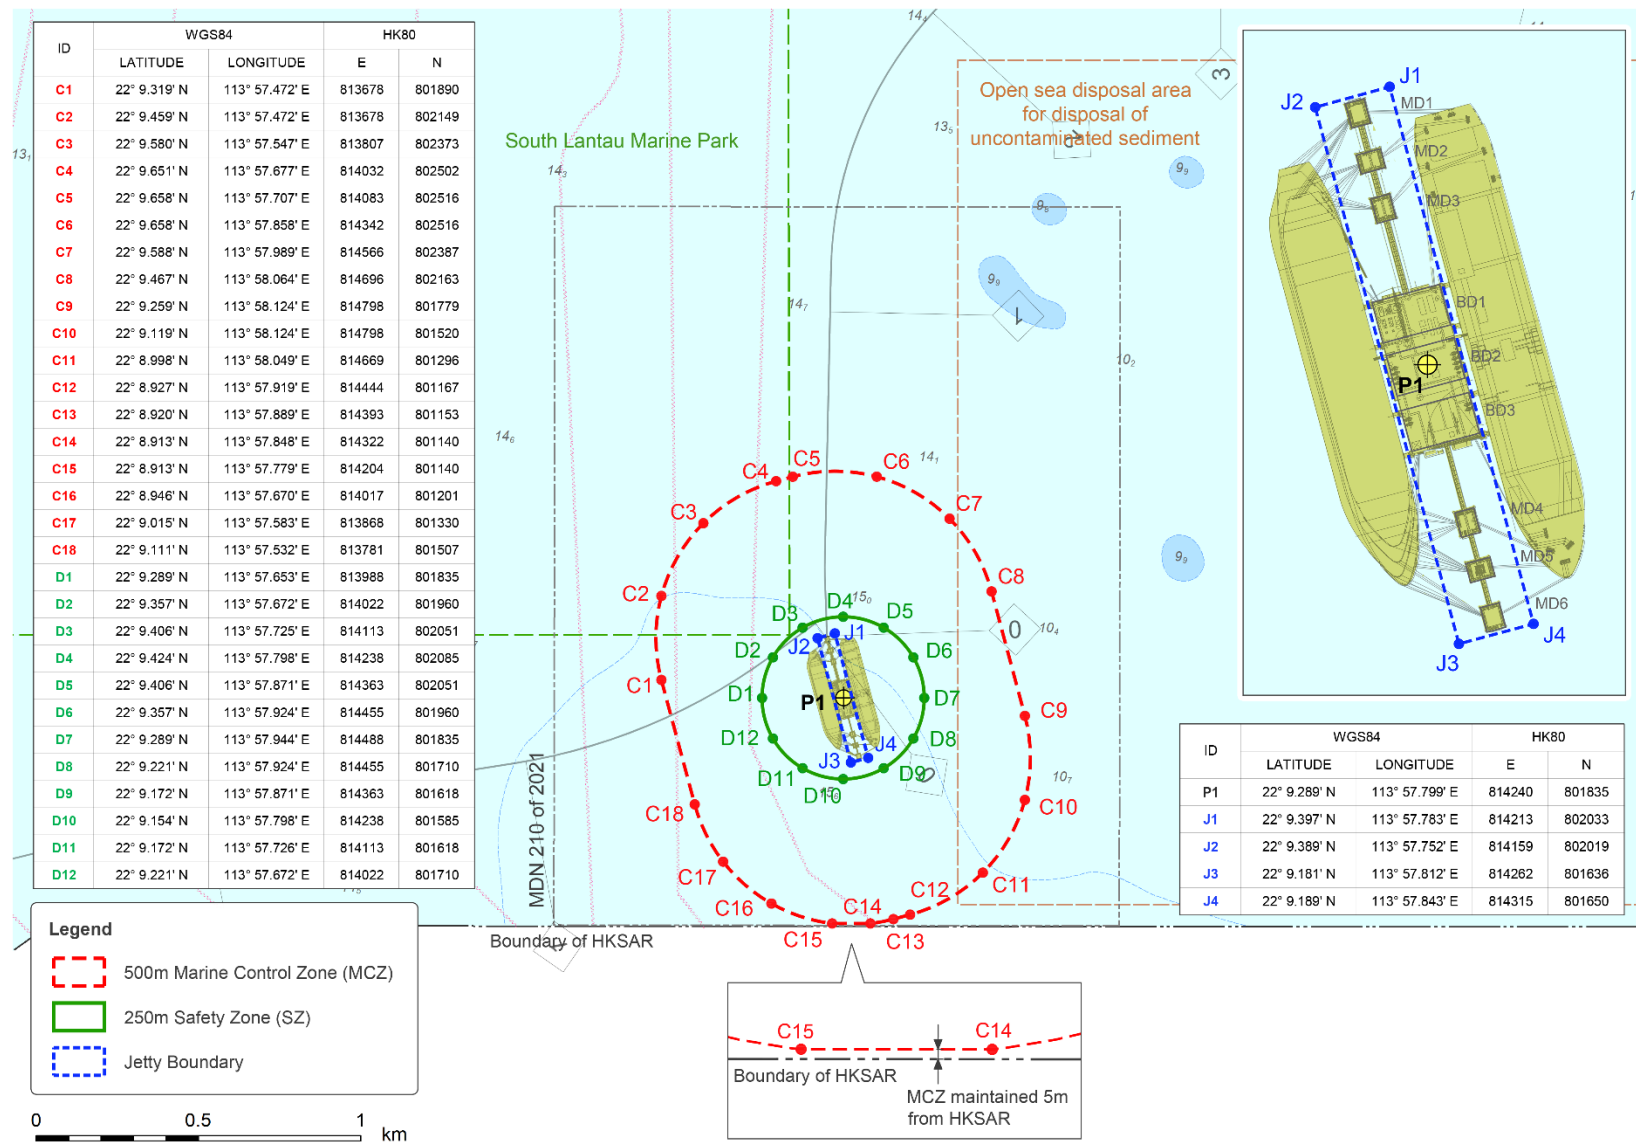 ID WGS84 HK80
LATITUDE LONGITUDE E N
C1 22° 9.319' N 113° 57.472' E 813678 801890
C2 22° 9.459' N 113° 57.472' E 813678 802149
C3 22° 9.580' N 113° 57.547' E 813807 802373
C4 22° 9.651' N 113° 57.677' E 814032 802502
C5 22° 9.658' N 113° 57.707' E 814083 802516
C6 22° 9.658' N 113° 57.858' E 814342 802516
C7 22° 9.588' N 113° 57.989' E 814566 802387
C8 22° 9.467' N 113° 58.064' E 814696 802163
C9 22° 9.259' N 113° 58.124' E 814798 801779
C10 22° 9.119' N 113° 58.124' E 814798 801520
C11 22° 8.998' N 113° 58.049' E 814669 801296
C12 22° 8.927' N 113° 57.919' E 814444 801167
C13 22° 8.920' N 113° 57.889' E 814393 801153
C14 22° 8.913' N 113° 57.848' E 814322 801140
C15 22° 8.913' N 113° 57.779' E 814204 801140
C16 22° 8.946' N 113° 57.670' E 814017 801201
C17 22° 9.015' N 113° 57.583' E 813868 801330
C18 22° 9.111' N 113° 57.532' E 813781 801507
D1 22° 9.289' N 113° 57.653' E 813988 801835
D2 22° 9.357' N 113° 57.672' E 814022 801960
D3 22° 9.406' N 113° 57.725' E 814113 802051
D4 22° 9.424' N 113° 57.798' E 814238 802085
D5 22° 9.406' N 113° 57.871' E 814363 802051
D6 22° 9.357' N 113° 57.924' E 814455 801960
D7 22° 9.289' N 113° 57.944' E 814488 801835
D8 22° 9.221' N 113° 57.924' E 814455 801710
D9 22° 9.172' N 113° 57.871' E 814363 801618
D10 22° 9.154' N 113° 57.798' E 814238 801585
D11 22° 9.172' N 113° 57.726' E 814113 801618
D12 22° 9.221' N 113° 57.672' E 814022 801710
South Lantau Marine Park
Open sea disposal area
for disposal of
uncontaminated sediment
14₄
3
13₅
13₁
14₃
9₉
9₈
9₉
1
14₇
10₂
14₆
14₁
9₉
15₀
0
10₄
10₇
C4
C5
C6
C3
C7
C2
C8
C1
C9
C18
C10
C17
C11
C16
C12
C14
C15
C13
D4
D3
D5
D2
D6
D1
D7
D12
D8
D11
D9
D10
J1
J2
P1
J4
J3
MDN 210 of 2021
Boundary of HKSAR
J1
J2
MD1
MD2
MD3
BD1
BD2
P1
BD3
MD4
MD5
MD6
J4
J3
ID WGS84 HK80
LATITUDE LONGITUDE E N
P1 22° 9.289' N 113° 57.799' E 814240 801835
J1 22° 9.397' N 113° 57.783' E 814213 802033
J2 22° 9.389' N 113° 57.752' E 814159 802019
J3 22° 9.181' N 113° 57.812' E 814262 801636
J4 22° 9.189' N 113° 57.843' E 814315 801650
Legend
500m Marine Control Zone (MCZ)
250m Safety Zone (SZ)
Jetty Boundary
C15
C14
Boundary of HKSAR
MCZ maintained 5m
from HKSAR
0 0.5 1
km